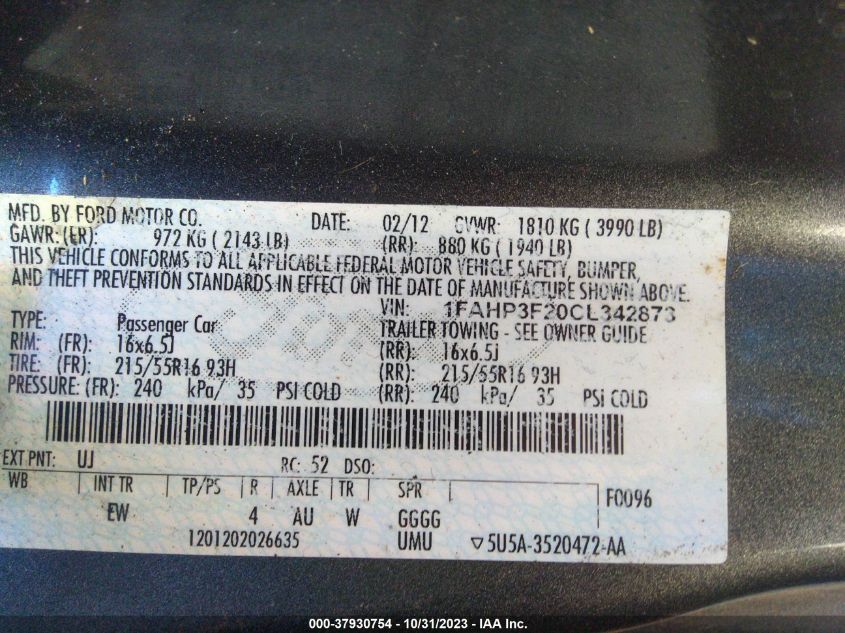 MFD. BY FORD MOTOR CO. DATE: 02/12 GVWR: 1810 KG ( 3990 LB)
GAWR: (FR): 972 KG ( 2143 LB) (RR): 880 KG ( 1940 LB)
THIS VEHICLE CONFORMS TO ALL APPLICABLE FEDERAL MOTOR VEHICLE SAFETY, BUMPER,
AND THEFT PREVENTION STANDARDS IN EFFECT ON THE DATE OF MANUFACTURE SHOWN ABOVE.
VIN: 1FAHP3F20CL342873
TYPE: Passenger Car TRAILER TOWING - SEE OWNER GUIDE
RIM: (FR): 16x6.5J (RR): 16x6.5J
TIRE: (FR): 215/55R16 93H (RR): 215/55R16 93H
PRESSURE: (FR): 240 kPa/ 35 PSI COLD (RR): 240 kPa/ 35 PSI COLD
EXT PNT: UJ RC: 52 DSO:
WB INT TR TP/PS R AXLE TR SPR F0096
EW 4 AU W GGGG
1201202026635 UMU ▽5U5A-3520472-AA
000-37930754 - 10/31/2023 - IAA Inc.